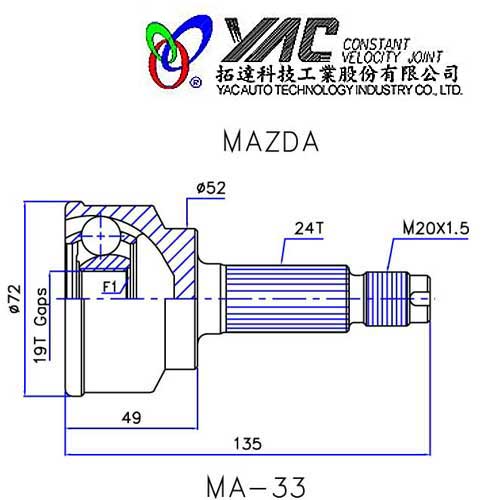 YAC CONSTANT VELOCITY JOINT
®
拓達科技工業股份有限公司
YAC AUTO TECHNOLOGY INDUSTRY CO., LTD.
MAZDA
ø52
24T
M20X1.5
ø72
19T Gaps
F1
49
135
MA-33